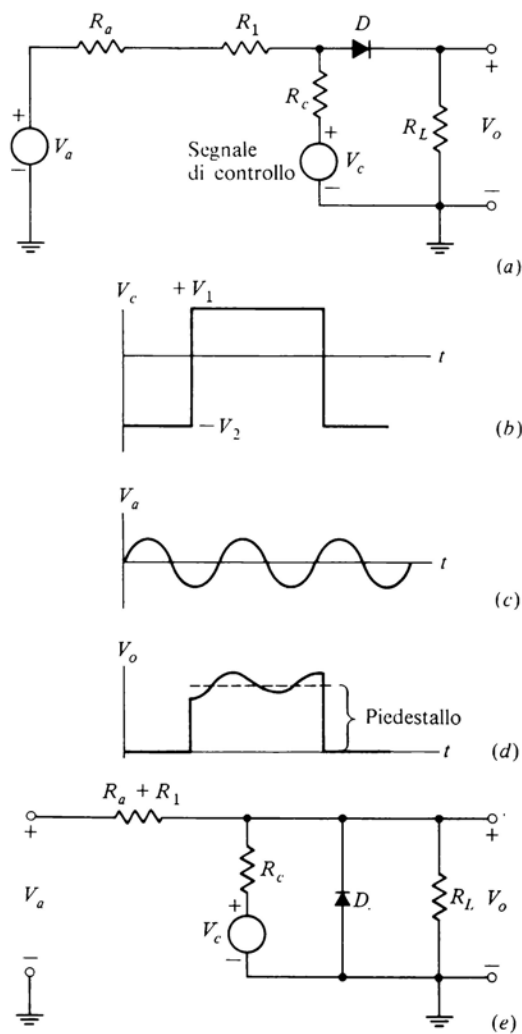 R_a R_1 D
+ V_a −
R_c
Segnale
di controllo
+ V_c −
R_L
+ V_o −
(a)
V_c + V_1
t
− V_2
(b)
V_a
t
(c)
V_o
Piedestallo
t
(d)
R_a + R_1
+ V_a −
R_c
+ V_c −
D
R_L
+ V_o −
(e)